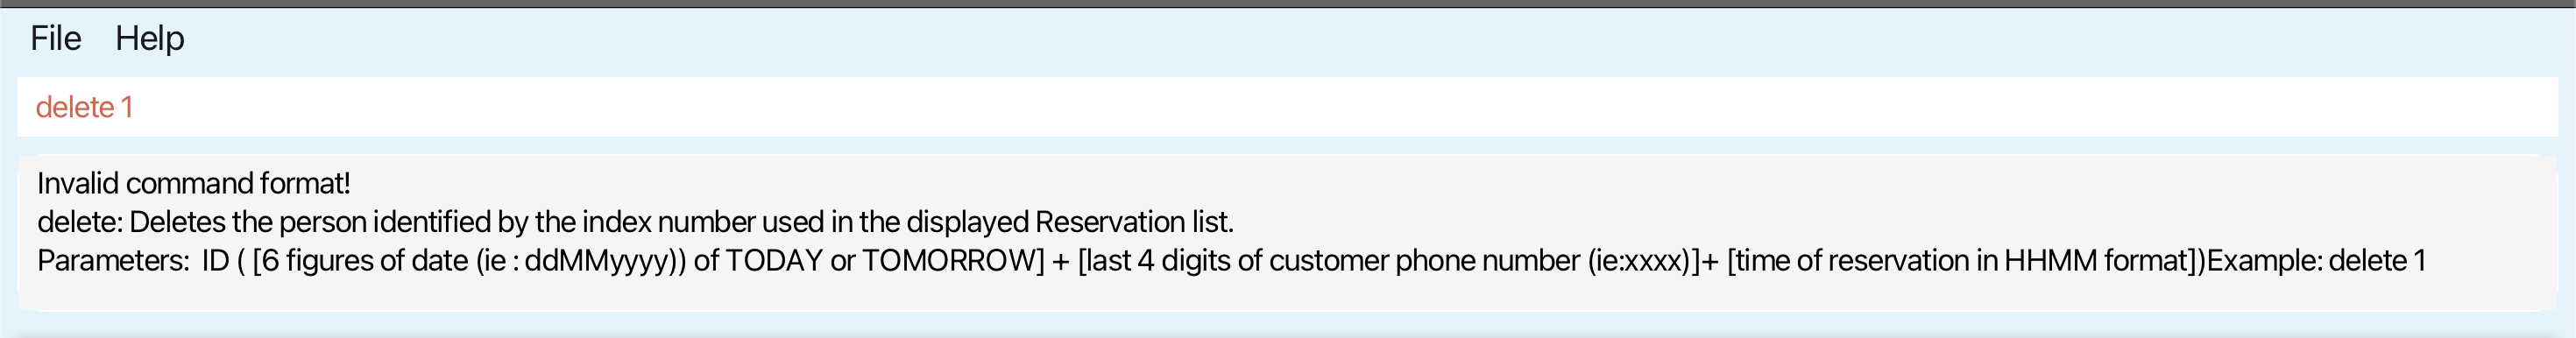 File Help
delete 1
Invalid command format!
delete: Deletes the person identified by the index number used in the displayed Reservation list.
Parameters:  ID ( [6 figures of date (ie : ddMMyyyy)) of TODAY or TOMORROW] + [last 4 digits of customer phone number (ie:xxxx)]+ [time of reservation in HHMM format])Example: delete 1